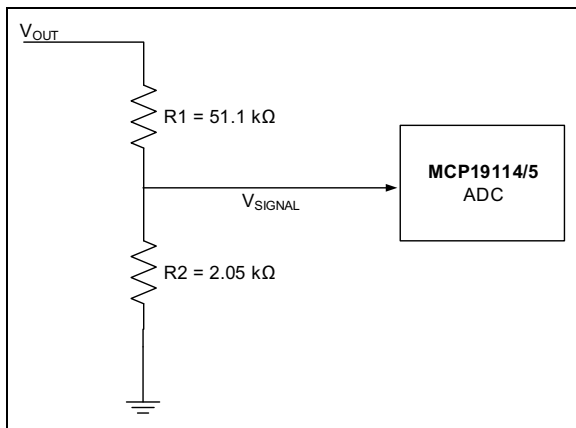 VOUT
R1 = 51.1 kΩ
MCP19114/5
ADC
VSIGNAL
R2 = 2.05 kΩ